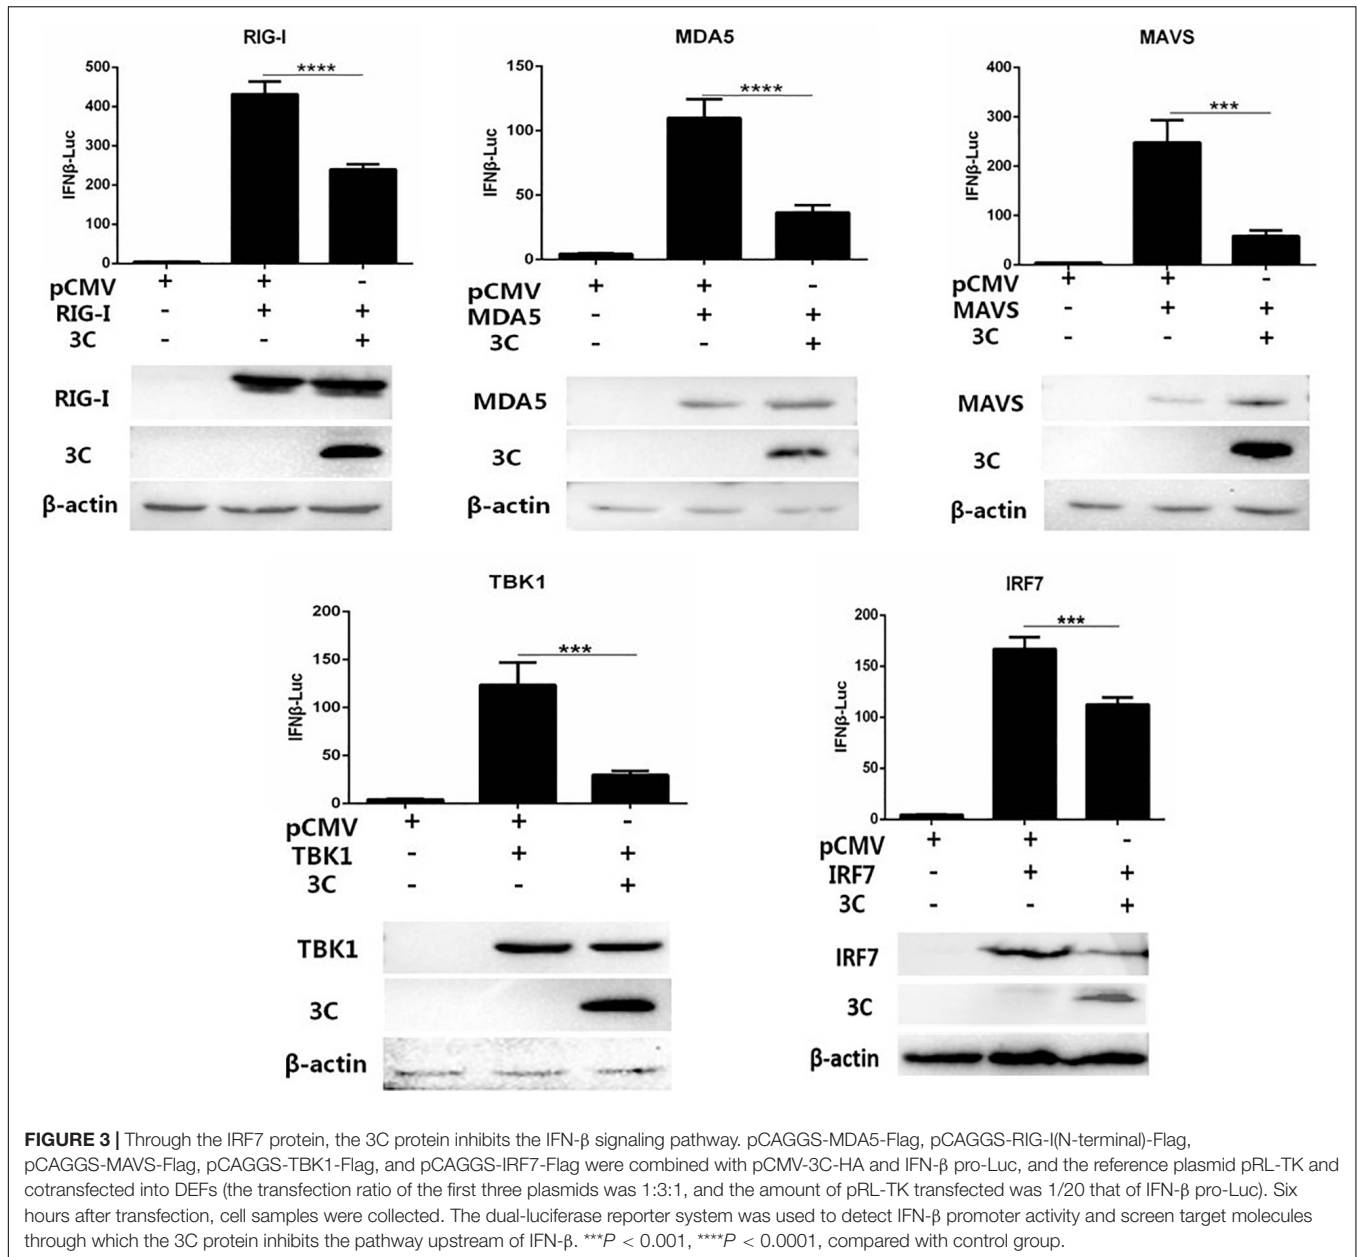 RIG-I
****
500
400
300
200
100
0
IFNβ-Luc
pCMV + + -
RIG-I - + +
3C - - +
RIG-I
3C
β-actin
MDA5
****
150
100
50
0
IFNβ-Luc
pCMV + + -
MDA5 - + +
3C - - +
MDA5
3C
β-actin
MAVS
***
400
300
200
100
0
IFNβ-Luc
pCMV + + -
MAVS - + +
3C - - +
MAVS
3C
β-actin
TBK1
***
200
150
100
50
0
IFNβ-Luc
pCMV + + -
TBK1 - + +
3C - - +
TBK1
3C
β-actin
IRF7
***
200
150
100
50
0
IFNβ-Luc
pCMV + + -
IRF7 - + +
3C - - +
IRF7
3C
β-actin
FIGURE 3 | Through the IRF7 protein, the 3C protein inhibits the IFN-β signaling pathway. pCAGGS-MDA5-Flag, pCAGGS-RIG-I(N-terminal)-Flag,
pCAGGS-MAVS-Flag, pCAGGS-TBK1-Flag, and pCAGGS-IRF7-Flag were combined with pCMV-3C-HA and IFN-β pro-Luc, and the reference plasmid pRL-TK and
cotransfected into DEFs (the transfection ratio of the first three plasmids was 1:3:1, and the amount of pRL-TK transfected was 1/20 that of IFN-β pro-Luc). Six
hours after transfection, cell samples were collected. The dual-luciferase reporter system was used to detect IFN-β promoter activity and screen target molecules
through which the 3C protein inhibits the pathway upstream of IFN-β. ***P < 0.001, ****P < 0.0001, compared with control group.